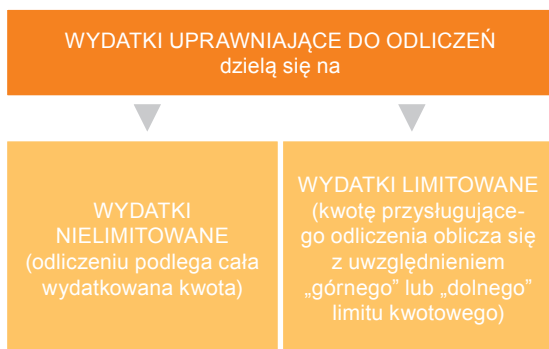 WYDATKI UPRAWNIAJĄCE DO ODLICZEŃ
dzielą się na
WYDATKI
NIELIMITOWANE
(odliczeniu podlega cała
wydatkowana kwota)
WYDATKI LIMITOWANE
(kwotę przysługujące-
go odliczenia oblicza się
z uwzględnieniem
„górnego” lub „dolnego”
limitu kwotowego)